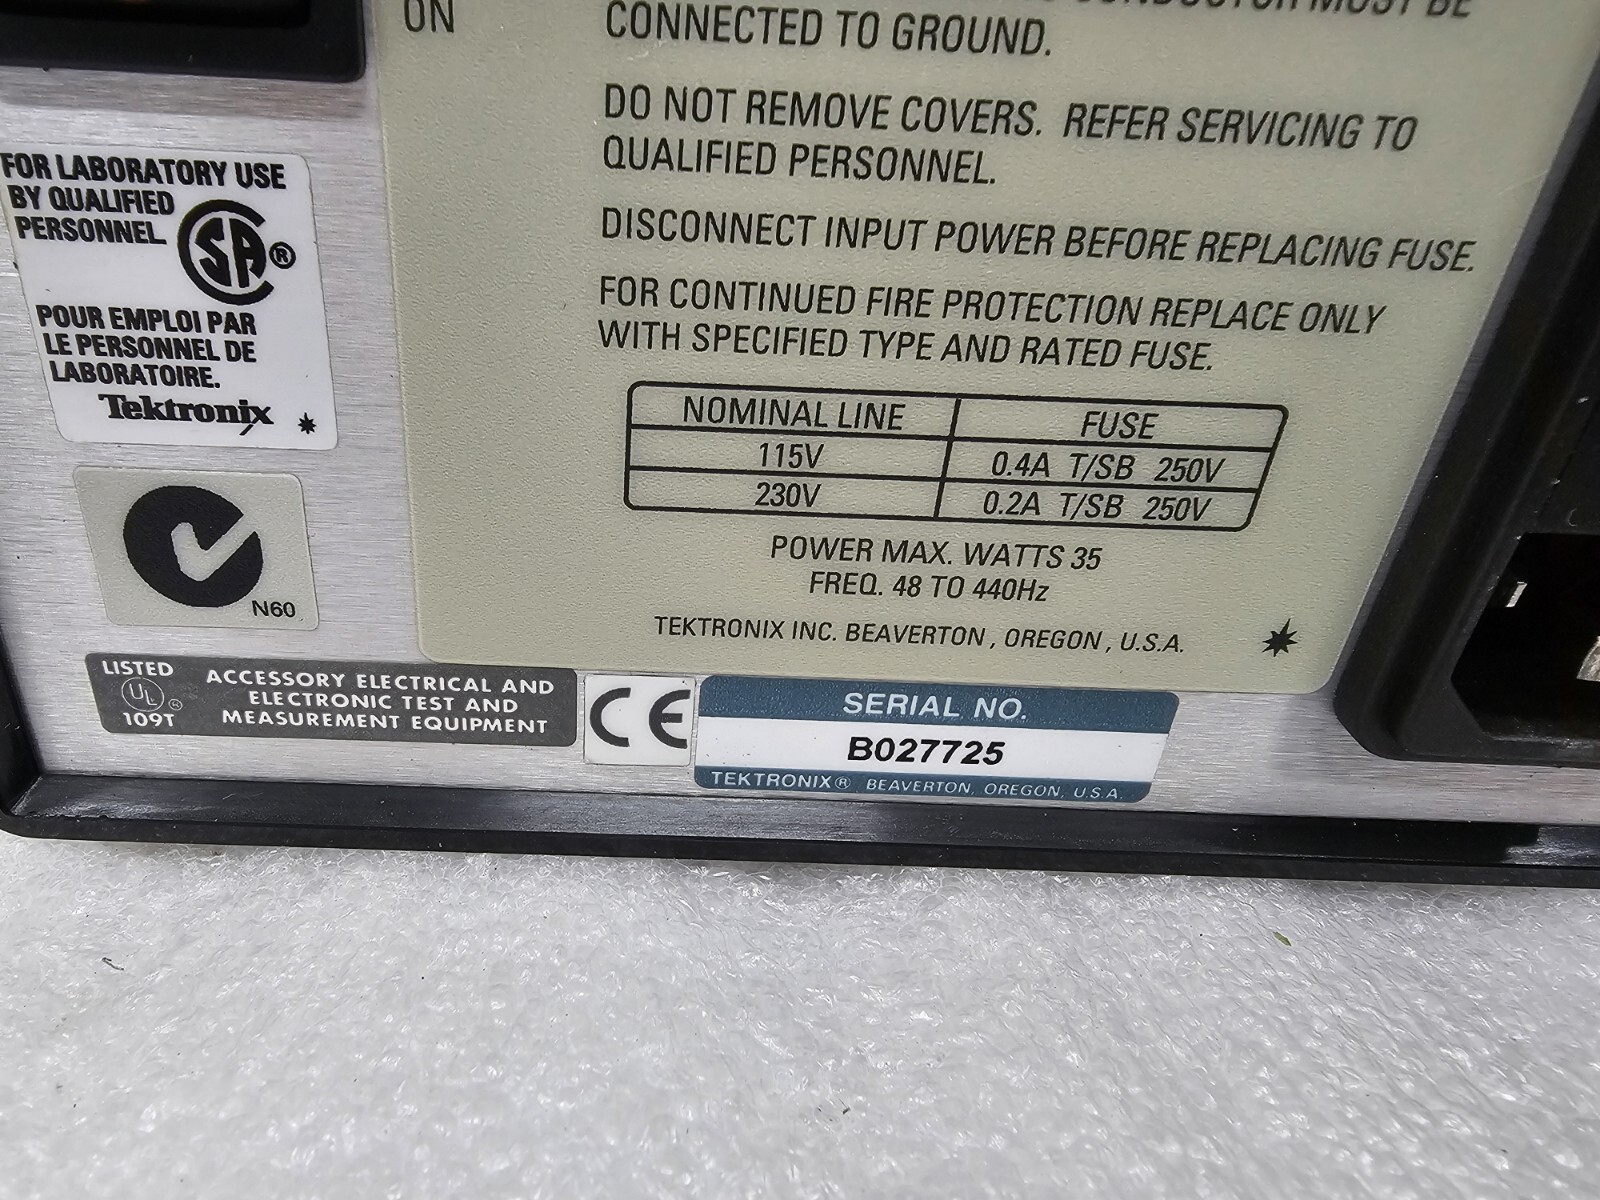 ON
CONDUCTOR MUST BE
CONNECTED TO GROUND.
DO NOT REMOVE COVERS. REFER SERVICING TO
QUALIFIED PERSONNEL.
DISCONNECT INPUT POWER BEFORE REPLACING FUSE.
FOR CONTINUED FIRE PROTECTION REPLACE ONLY
WITH SPECIFIED TYPE AND RATED FUSE.
NOMINAL LINE FUSE
115V 0.4A T/SB 250V
230V 0.2A T/SB 250V
POWER MAX. WATTS 35
FREQ. 48 TO 440Hz
TEKTRONIX INC. BEAVERTON, OREGON, U.S.A.
FOR LABORATORY USE
BY QUALIFIED
PERSONNEL
SA ®
POUR EMPLOI PAR
LE PERSONNEL DE
LABORATOIRE.
Tektronix
N60
LISTED
UL ®
109T
ACCESSORY ELECTRICAL AND
ELECTRONIC TEST AND
MEASUREMENT EQUIPMENT
CE
SERIAL NO.
B027725
TEKTRONIX® BEAVERTON, OREGON, U.S.A.